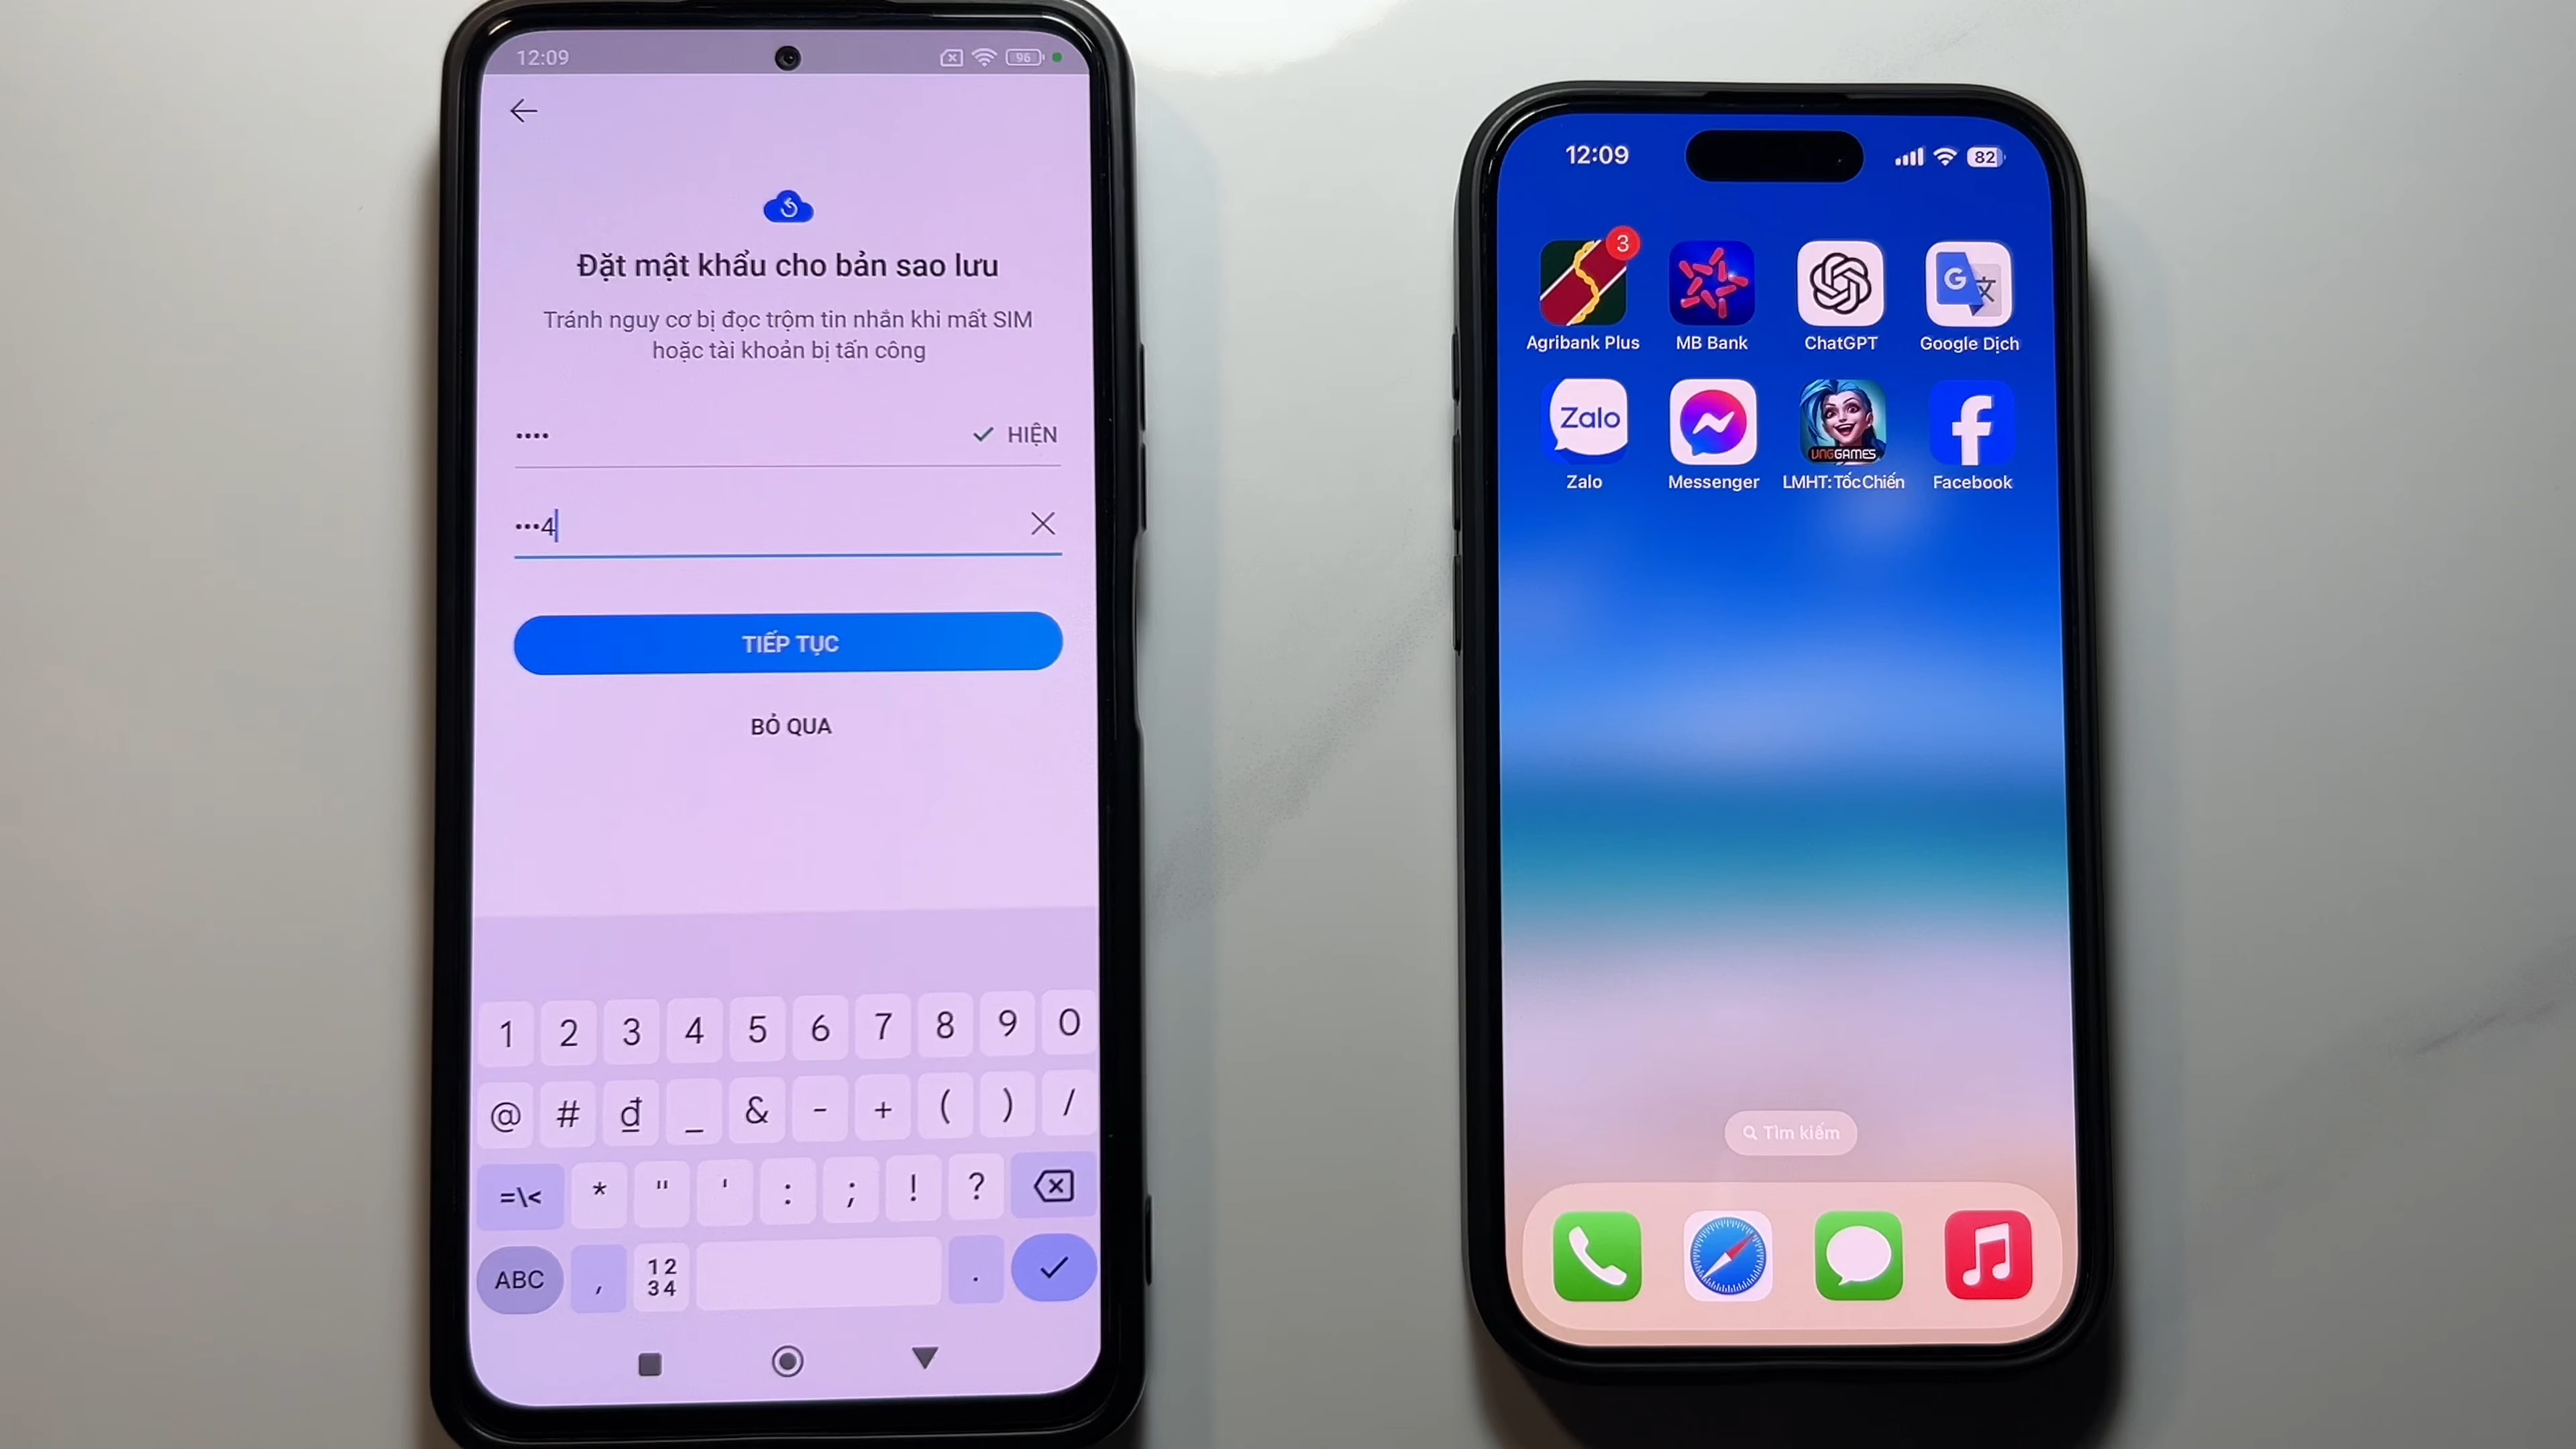 12:09
96
Đặt mật khẩu cho bản sao lưu
Tránh nguy cơ bị đọc trộm tin nhắn khi mất SIM
hoặc tài khoản bị tấn công
•••• HIỆN
•••4
TIẾP TỤC
BỎ QUA
1 2 3 4 5 6 7 8 9 0
@ # ₫ _ & - + ( ) /
=\< * " ' : ; ! ?
ABC , 12 34 .
12:09
82
3
Agribank Plus MB Bank ChatGPT Google Dịch
Zalo
VNGGAMES
Zalo Messenger LMHT: Tốc Chiến Facebook
Tìm kiếm